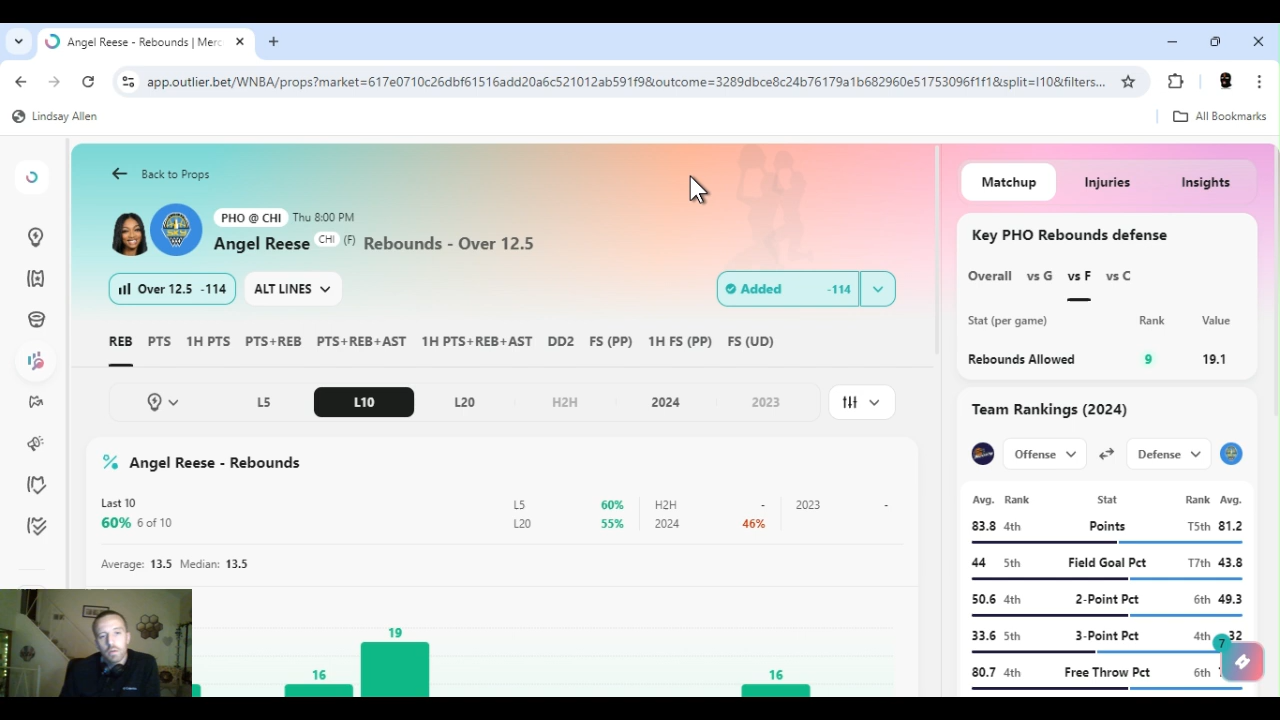 Angel Reese - Rebounds | Merc
app.outlier.bet/WNBA/props?market=617e0710c26dbf61516add20a6c521012ab591f9&outcome=3289dbce8c24b76179a1b682960e51753096f1f1&split=l10&filters...
Lindsay Allen
All Bookmarks
Back to Props
PHO @ CHI Thu 8:00 PM
Angel Reese CHI (F) Rebounds - Over 12.5
Over 12.5 -114
ALT LINES
Added -114
REB PTS 1H PTS PTS+REB PTS+REB+AST 1H PTS+REB+AST DD2 FS (PP) 1H FS (PP) FS (UD)
L5 L10 L20 H2H 2024 2023
Angel Reese - Rebounds
Last 10
60% 6 of 10
L5 60% H2H - 2023 -
L20 55% 2024 46%
Average: 13.5 Median: 13.5
19
16
16
Matchup Injuries Insights
Key PHO Rebounds defense
Overall vs G vs F vs C
Stat (per game) Rank Value
Rebounds Allowed 9 19.1
Team Rankings (2024)
Offense Defense
Avg. Rank Stat Rank Avg.
83.8 4th Points T5th 81.2
44 5th Field Goal Pct T7th 43.8
50.6 4th 2-Point Pct 6th 49.3
33.6 5th 3-Point Pct 4th 32
7
80.7 4th Free Throw Pct 6th